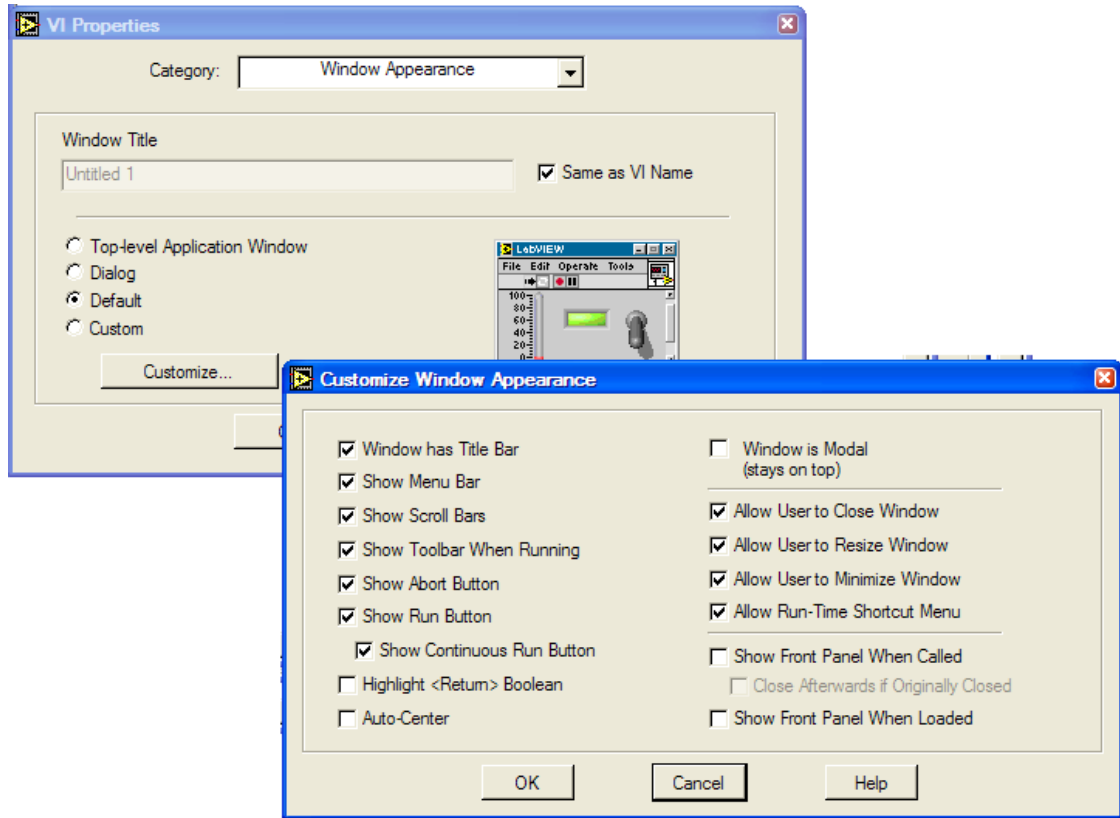 VI Properties
Category: Window Appearance
Window Title
Untitled 1
Same as VI Name
Top-level Application Window
Dialog
Default
Custom
Customize...
LabVIEW
File Edit Operate Tools
100
80
60
40
20
0
Customize Window Appearance
Window has Title Bar
Show Menu Bar
Show Scroll Bars
Show Toolbar When Running
Show Abort Button
Show Run Button
Show Continuous Run Button
Highlight <Return> Boolean
Auto-Center
Window is Modal
(stays on top)
Allow User to Close Window
Allow User to Resize Window
Allow User to Minimize Window
Allow Run-Time Shortcut Menu
Show Front Panel When Called
Close Afterwards if Originally Closed
Show Front Panel When Loaded
OK Cancel Help